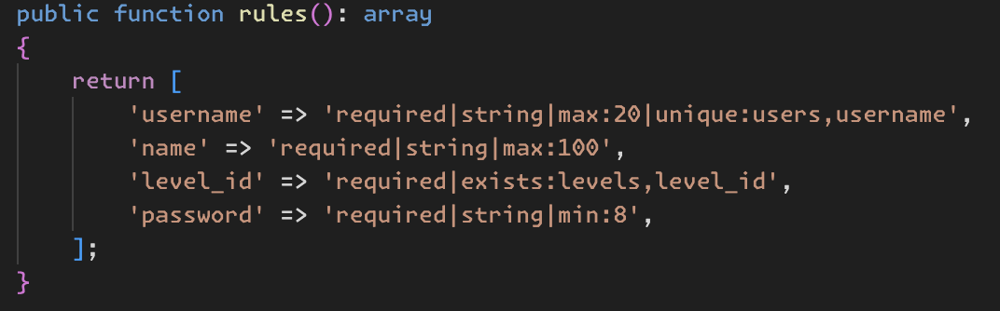 public function rules(): array
{
    return [
        'username' => 'required|string|max:20|unique:users,username',
        'name' => 'required|string|max:100',
        'level_id' => 'required|exists:levels,level_id',
        'password' => 'required|string|min:8',
    ];
}